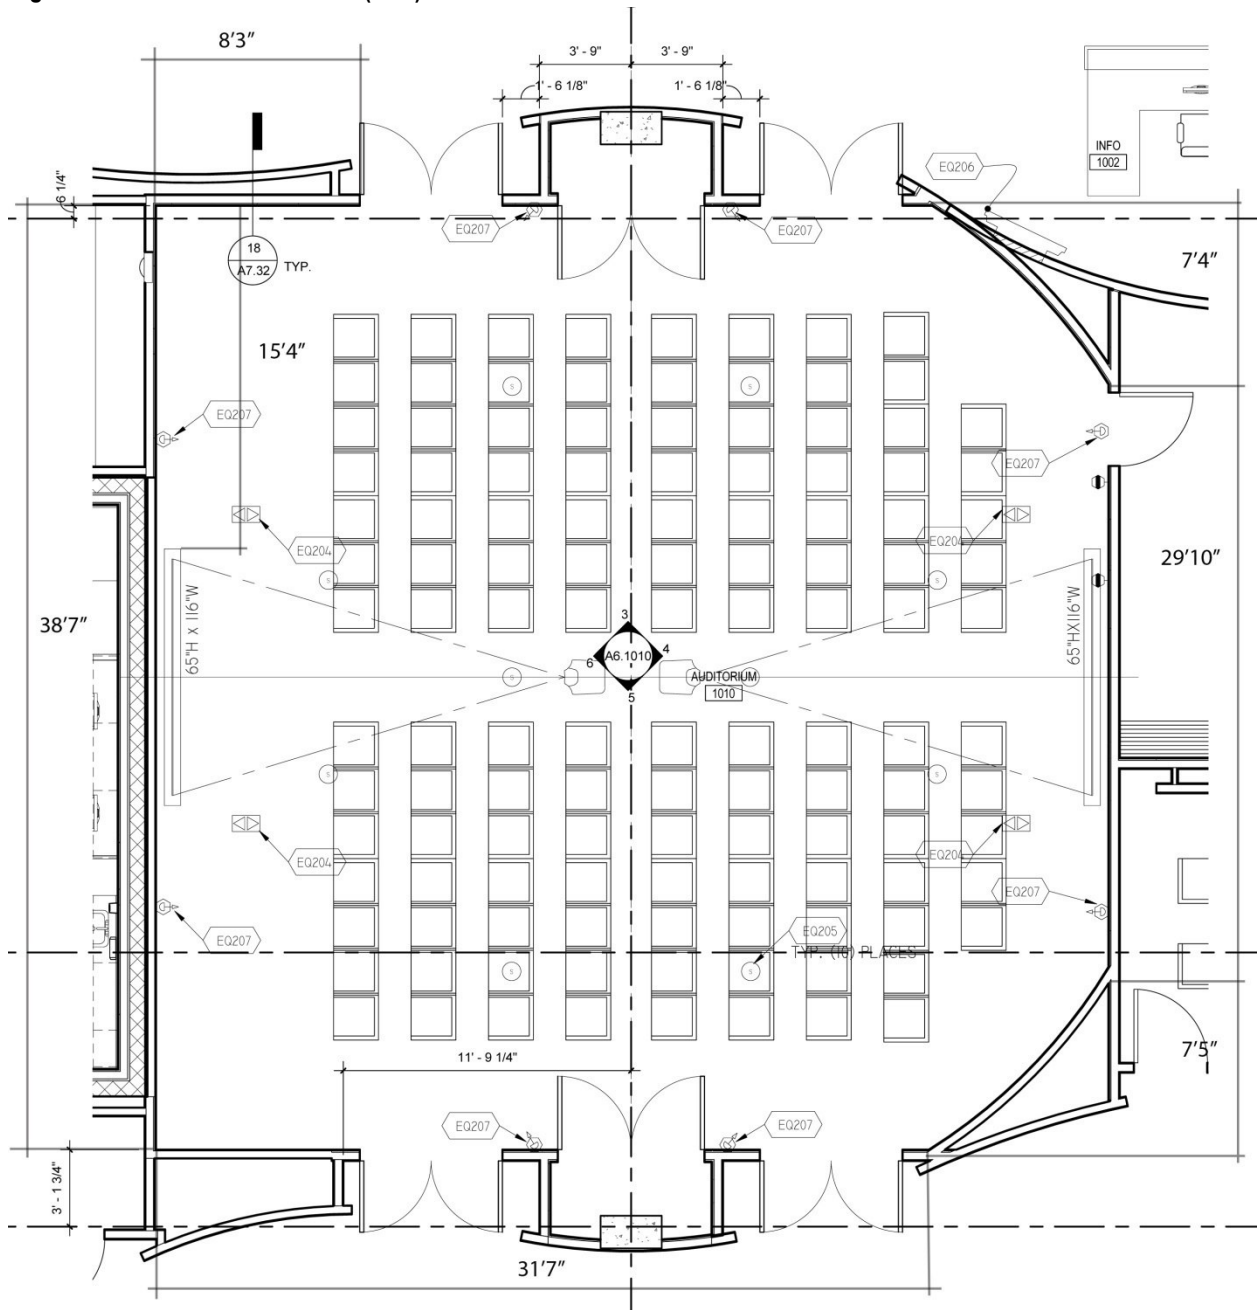 8'3"
3' - 9"
3' - 9"
1' - 6 1/8"
1' - 6 1/8"
INFO
1002
EQ206
6 1/4"
EQ207
EQ207
18
A7.32
TYP.
7'4"
15'4"
S
S
EQ207
EQ207
EQ204
EQ204
29'10"
S
S
65"H X 116"W
65"HX116"W
38'7"
3
A6.1010
4
6
5
S
S
AUDITORIUM
1010
S
S
EQ204
EQ204
EQ207
EQ207
EQ205
TYP. (10) PLACES
S
S
11' - 9 1/4"
7'5"
EQ207
EQ207
3' - 1 3/4"
31'7"